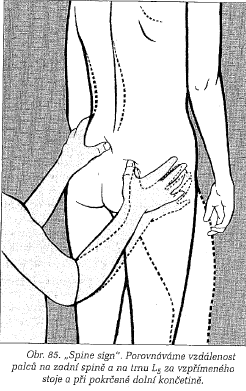 Obr. 85. „Spine sign“. Porovnáváme vzdálenost
palců na zadní spině a na trnu L5 za vzpřímeného
stoje a při pokrčené dolní končetině.